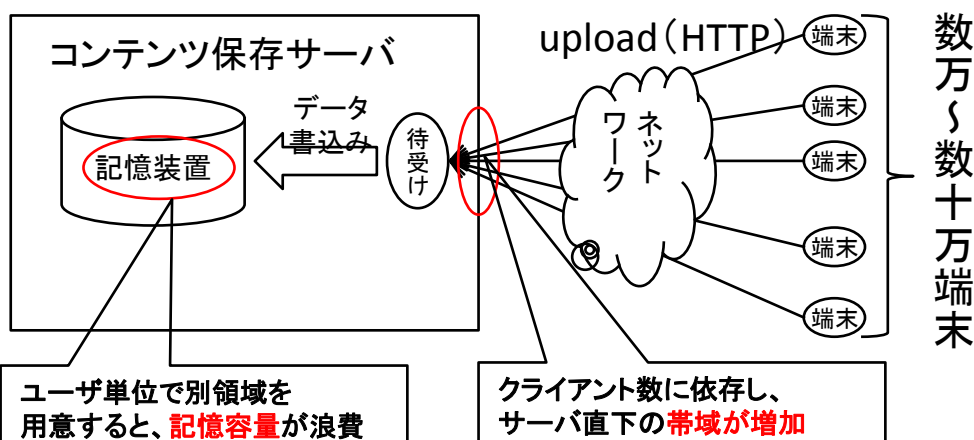 コンテンツ保存サーバ
upload（HTTP）
データ
書込み
記憶装置
待受け
ネット
ワーク
端末
端末
端末
端末
端末
数万～数十万端末
ユーザ単位で別領域を
用意すると、記憶容量が浪費
クライアント数に依存し、
サーバ直下の帯域が増加